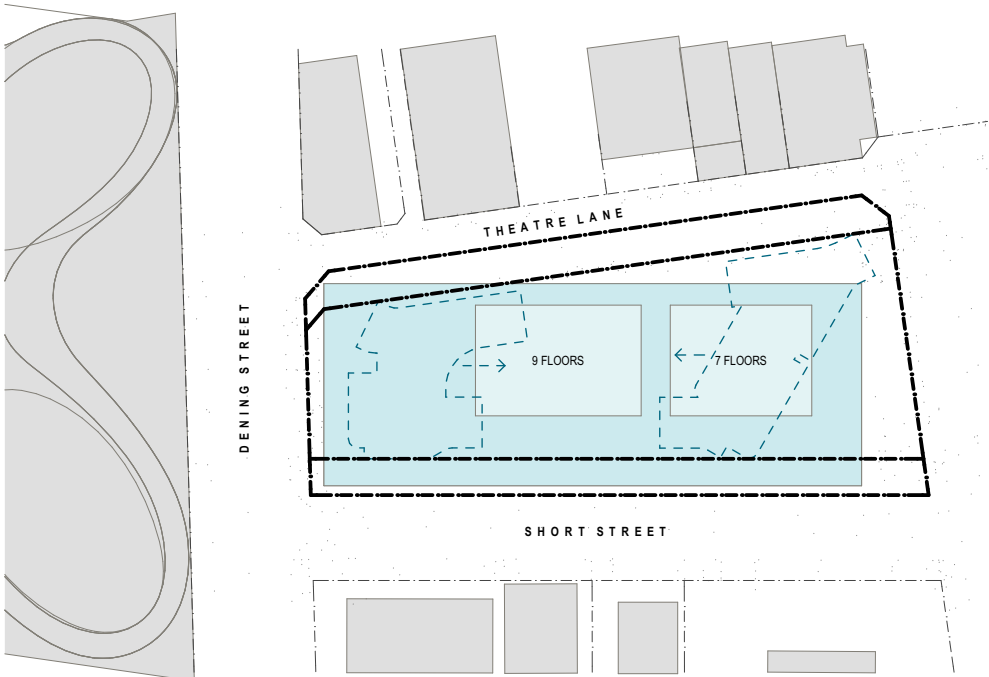 THEATRE LANE
DENING STREET
9 FLOORS
7 FLOORS
SHORT STREET